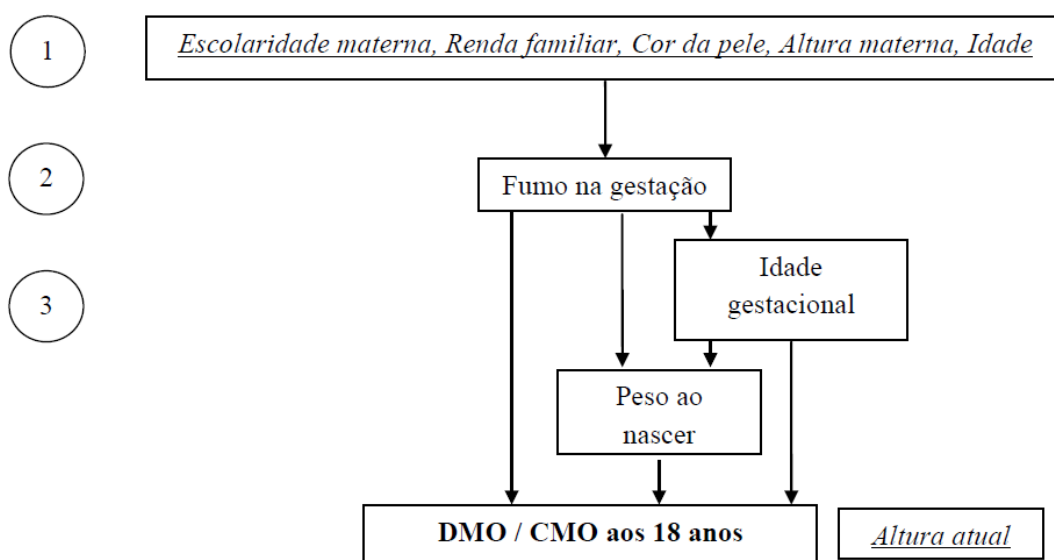 1
Escolaridade materna, Renda familiar, Cor da pele, Altura materna, Idade
2
Fumo na gestação
Idade
gestacional
3
Peso ao
nascer
DMO / CMO aos 18 anos
Altura atual